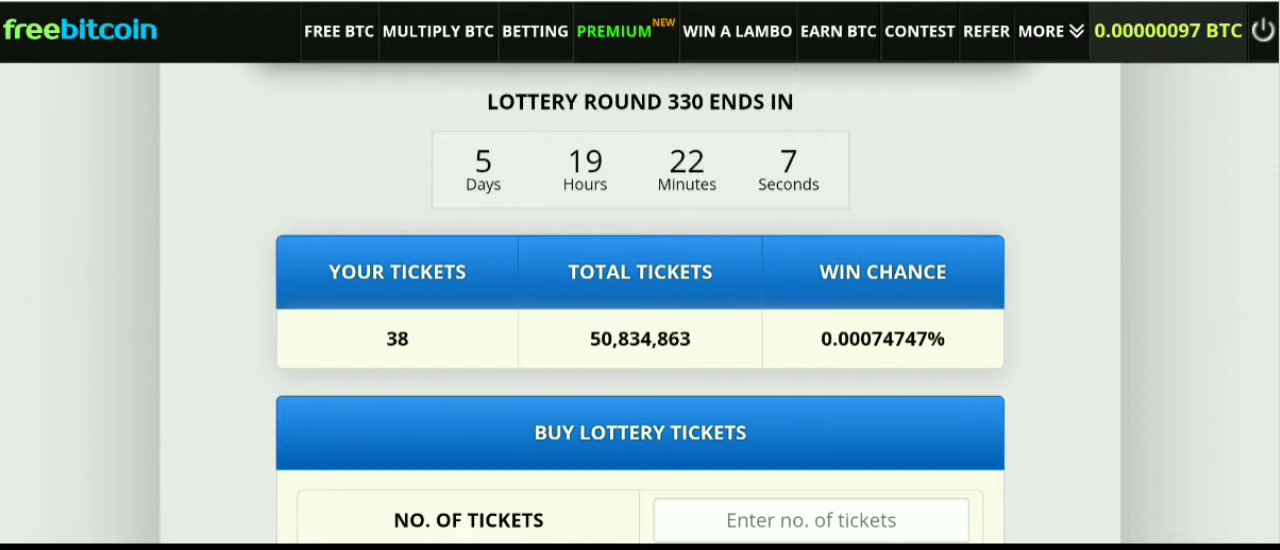 freebitcoin FREE BTC MULTIPLY BTC BETTING PREMIUM NEW WIN A LAMBO EARN BTC CONTEST REFER MORE 0.00000097 BTC
LOTTERY ROUND 330 ENDS IN
5 19 22 7
Days Hours Minutes Seconds
YOUR TICKETS TOTAL TICKETS WIN CHANCE
38 50,834,863 0.00074747%
BUY LOTTERY TICKETS
NO. OF TICKETS Enter no. of tickets